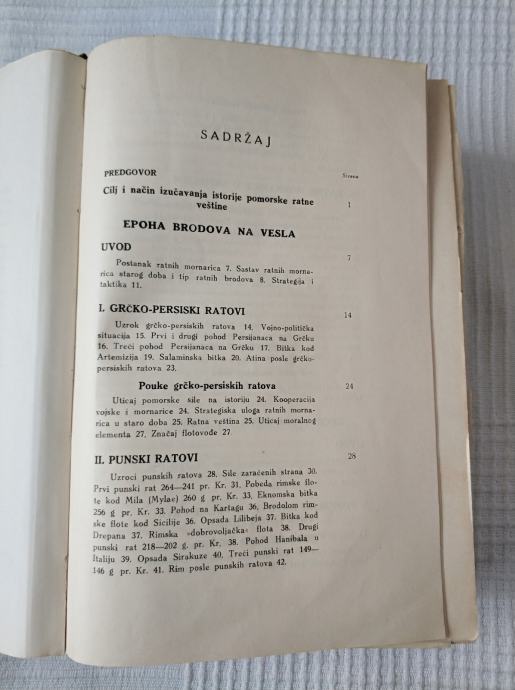 SADRŽAJ
PREDGOVOR
Strana
Cilj i način izučavanja istorije pomorske ratne
veštine 1
EPOHA BRODOVA NA VESLA
UVOD 7
Postanak ratnih mornarica 7. Sastav ratnih morna-
rica starog doba i tip ratnih brodova 8. Strategija i
taktika 11.
I. GRČKO-PERSISKI RATOVI 14
Uzrok grčko-persiskih ratova 14. Vojno-politička
situacija 15. Prvi i drugi pohod Persijanaca na Grčku
16. Treći pohod Persijanaca na Grčku 17. Bitka kod
Artemizija 19. Salaminska bitka 20. Atina posle grčko-
persiskih ratova 23.
Pouke grčko-persiskih ratova 24
Uticaj pomorske sile na istoriju 24. Kooperacija
vojske i mornarice 24. Strategiska uloga ratnih morna-
rica u staro doba 25. Ratna veština 25. Uticaj moralnog
elementa 27, Značaj flotovođe 27
II. PUNSKI RATOVI 28
Uzroci punskih ratova 28. Sile zaraćenih strana 30.
Prvi punski rat 264—241 pr. Kr. 31. Pobeda rimske flo-
te kod Mila (Mylae) 260 g pr. Kr. 33. Eknomska bitka
256 g pr. Kr. 33. Pohod na Kartagu 36. Brodolom rim-
ske flote kod Sicilije 36. Opsada Lilibeja 37. Bitka kod
Drepana 37. Rimska »dobrovoljačka« flota 38. Drugi
punski rat 218—202 g. pr. Kr. 38. Pohod Hanibala u
Italiju 39. Opsada Sirakuze 40. Treći punski rat 149—
146 g pr. Kr. 41. Rim posle punskih ratova 42.